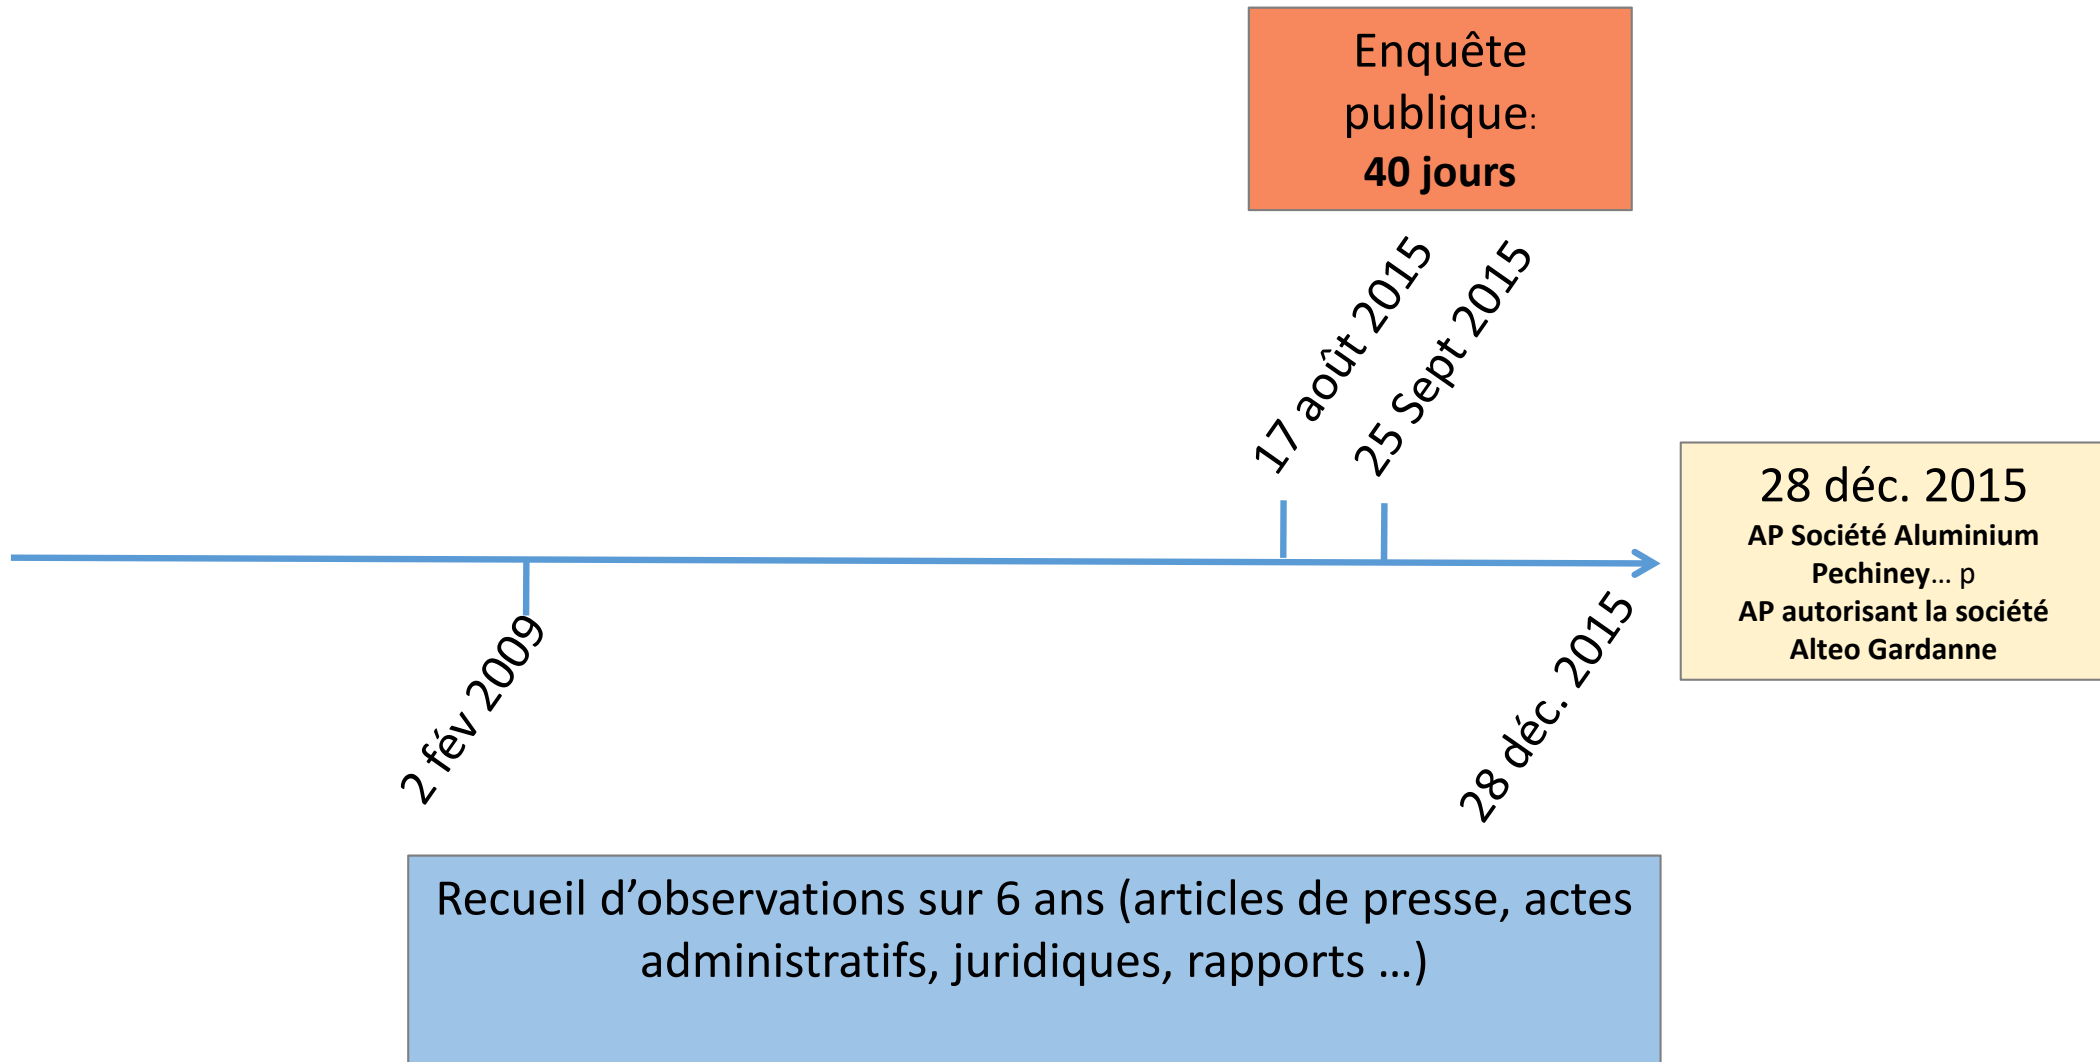 Enquête
publique:
40 jours
17 août 2015
25 Sept 2015
28 déc. 2015
AP Société Aluminium
Pechiney... p
AP autorisant la société
Alteo Gardanne
2 fév 2009
28 déc. 2015
Recueil d’observations sur 6 ans (articles de presse, actes
administratifs, juridiques, rapports …)